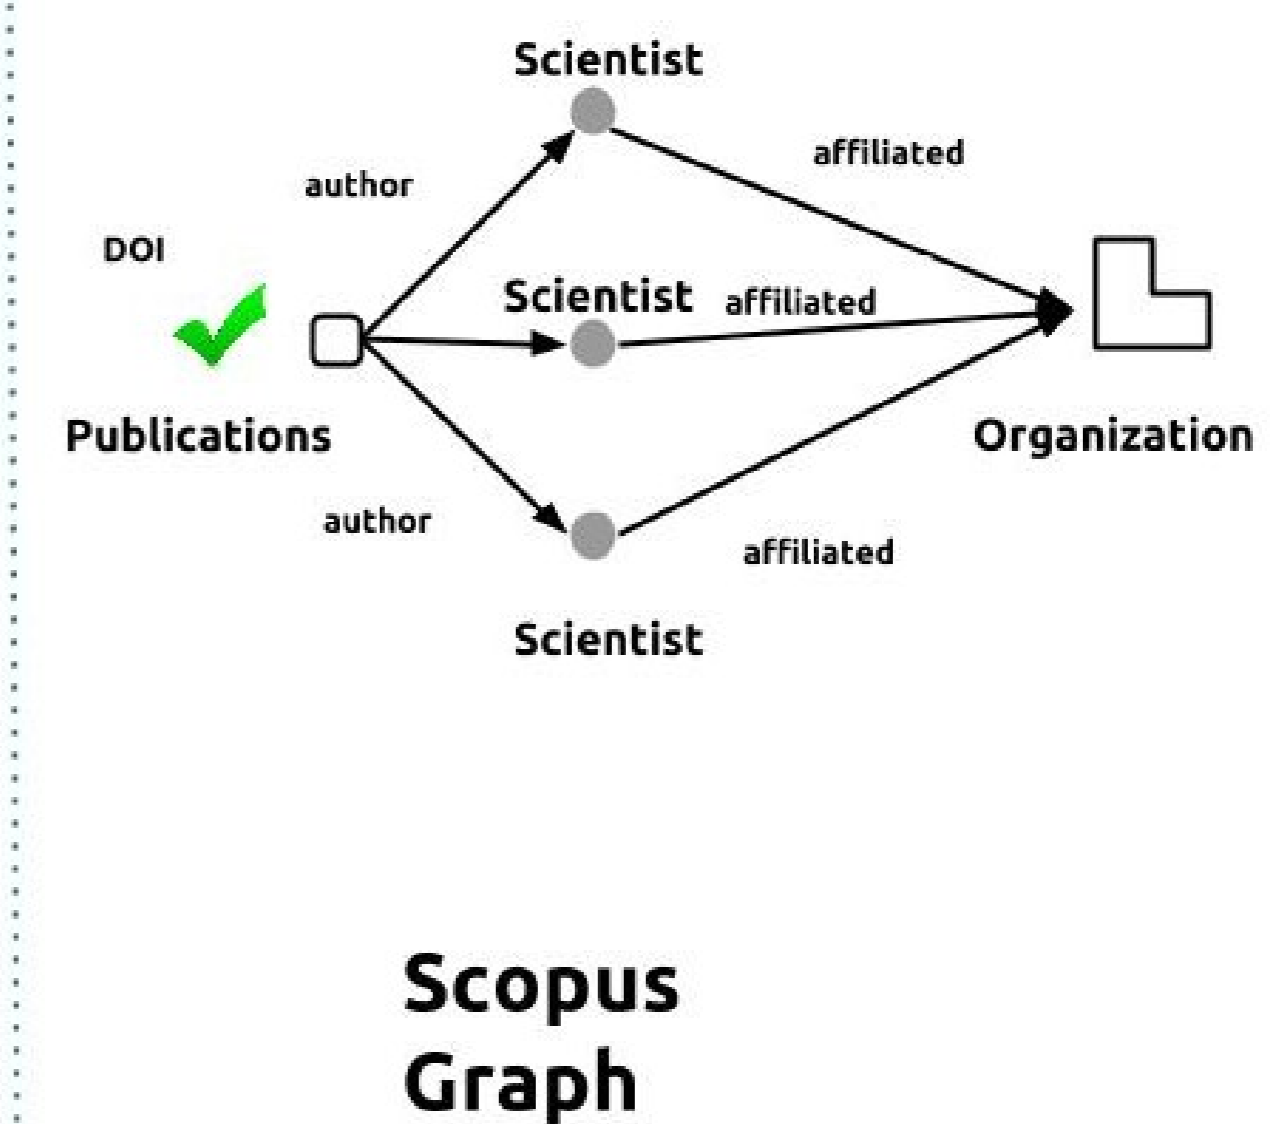 Scientist
affiliated
author
DOI
Scientist
affiliated
Publications
Organization
author
affiliated
Scientist
Scopus
Graph